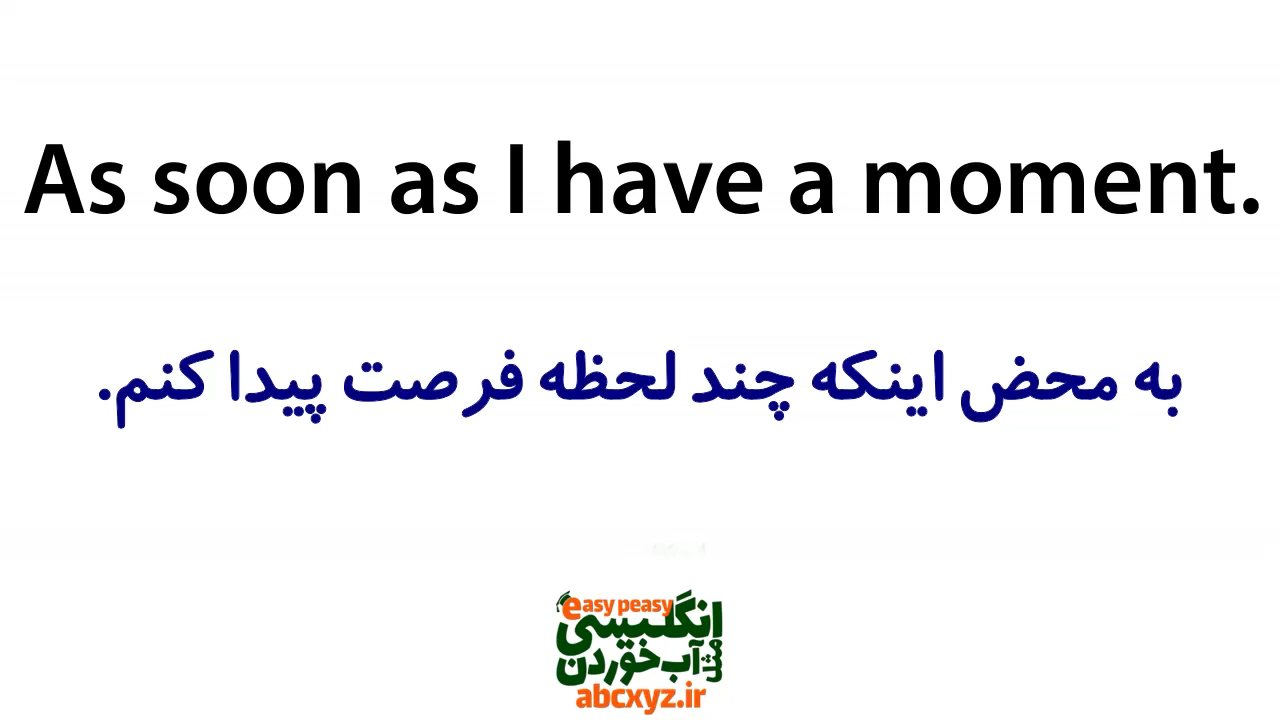 As soon as I have a moment.
به محض اینکه چند لحظه فرصت پیدا کنم.
easy peasy
انگلیسی
مثل آب خوردن
abcxyz.ir